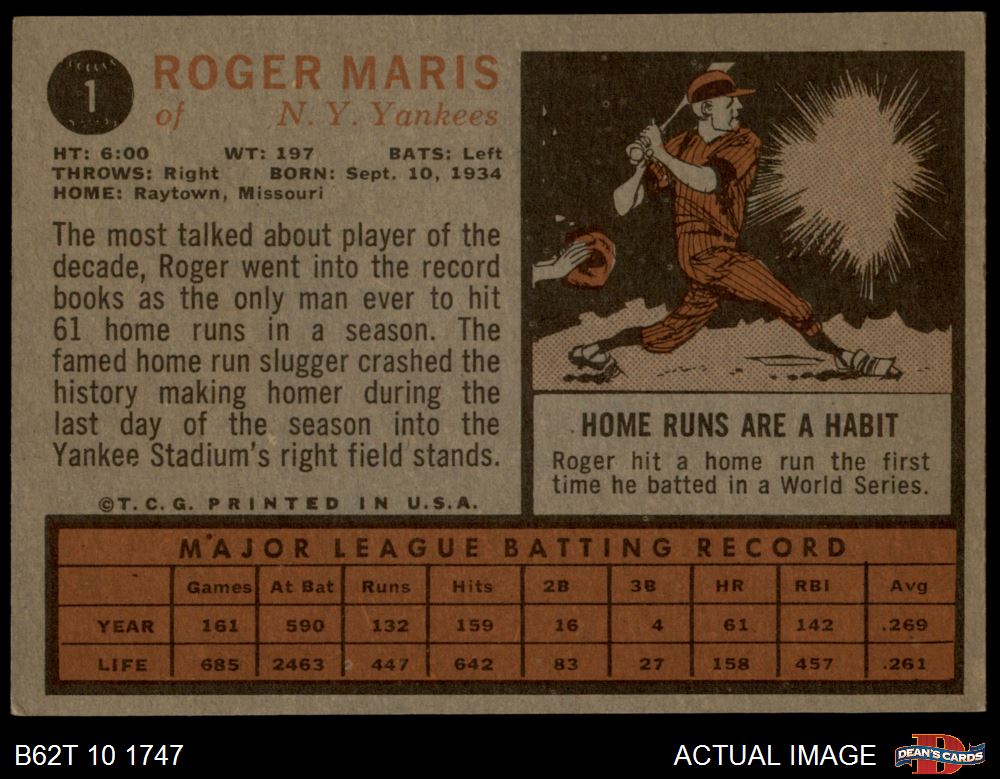 1
ROGER MARIS
of N. Y. Yankees
HT: 6:00 WT: 197 BATS: Left
THROWS: Right BORN: Sept. 10, 1934
HOME: Raytown, Missouri
The most talked about player of the
decade, Roger went into the record
books as the only man ever to hit
61 home runs in a season. The
famed home run slugger crashed the
history making homer during the
last day of the season into the
Yankee Stadium's right field stands.
©T.C.G. PRINTED IN U.S.A.
HOME RUNS ARE A HABIT
Roger hit a home run the first
time he batted in a World Series.
MAJOR LEAGUE BATTING RECORD
Games At Bat Runs Hits 2B 3B HR RBI Avg
YEAR 161 590 132 159 16 4 61 142 .269
LIFE 685 2463 447 642 83 27 158 457 .261
B62T 10 1747
ACTUAL IMAGE
DEAN'S CARDS